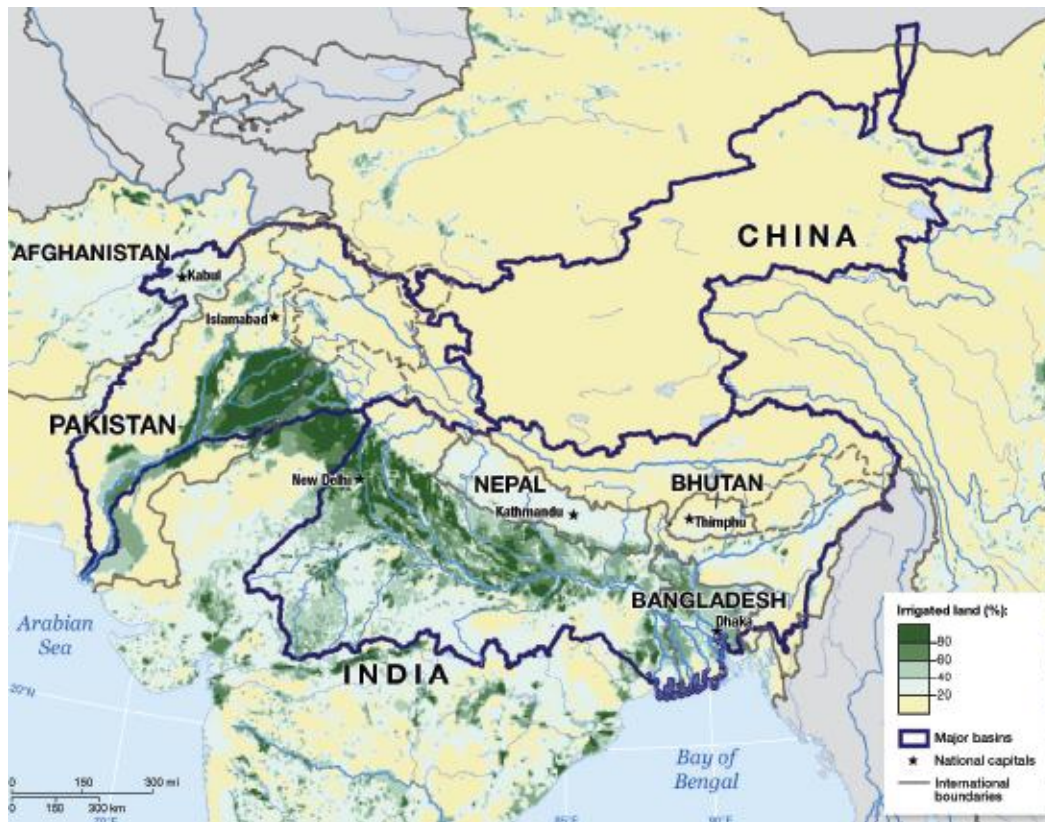 CHINA
AFGHANISTAN
Kabul
Islamabad
PAKISTAN
New Delhi
NEPAL
BHUTAN
Kathmandu
Thimphu
BANGLADESH
Dhaka
Arabian
Sea
INDIA
20°N
Bay of
Bengal
0 150 300 mi
0 150 300 km
Irrigated land (%):
80
60
40
20
Major basins
National capitals
International
boundaries